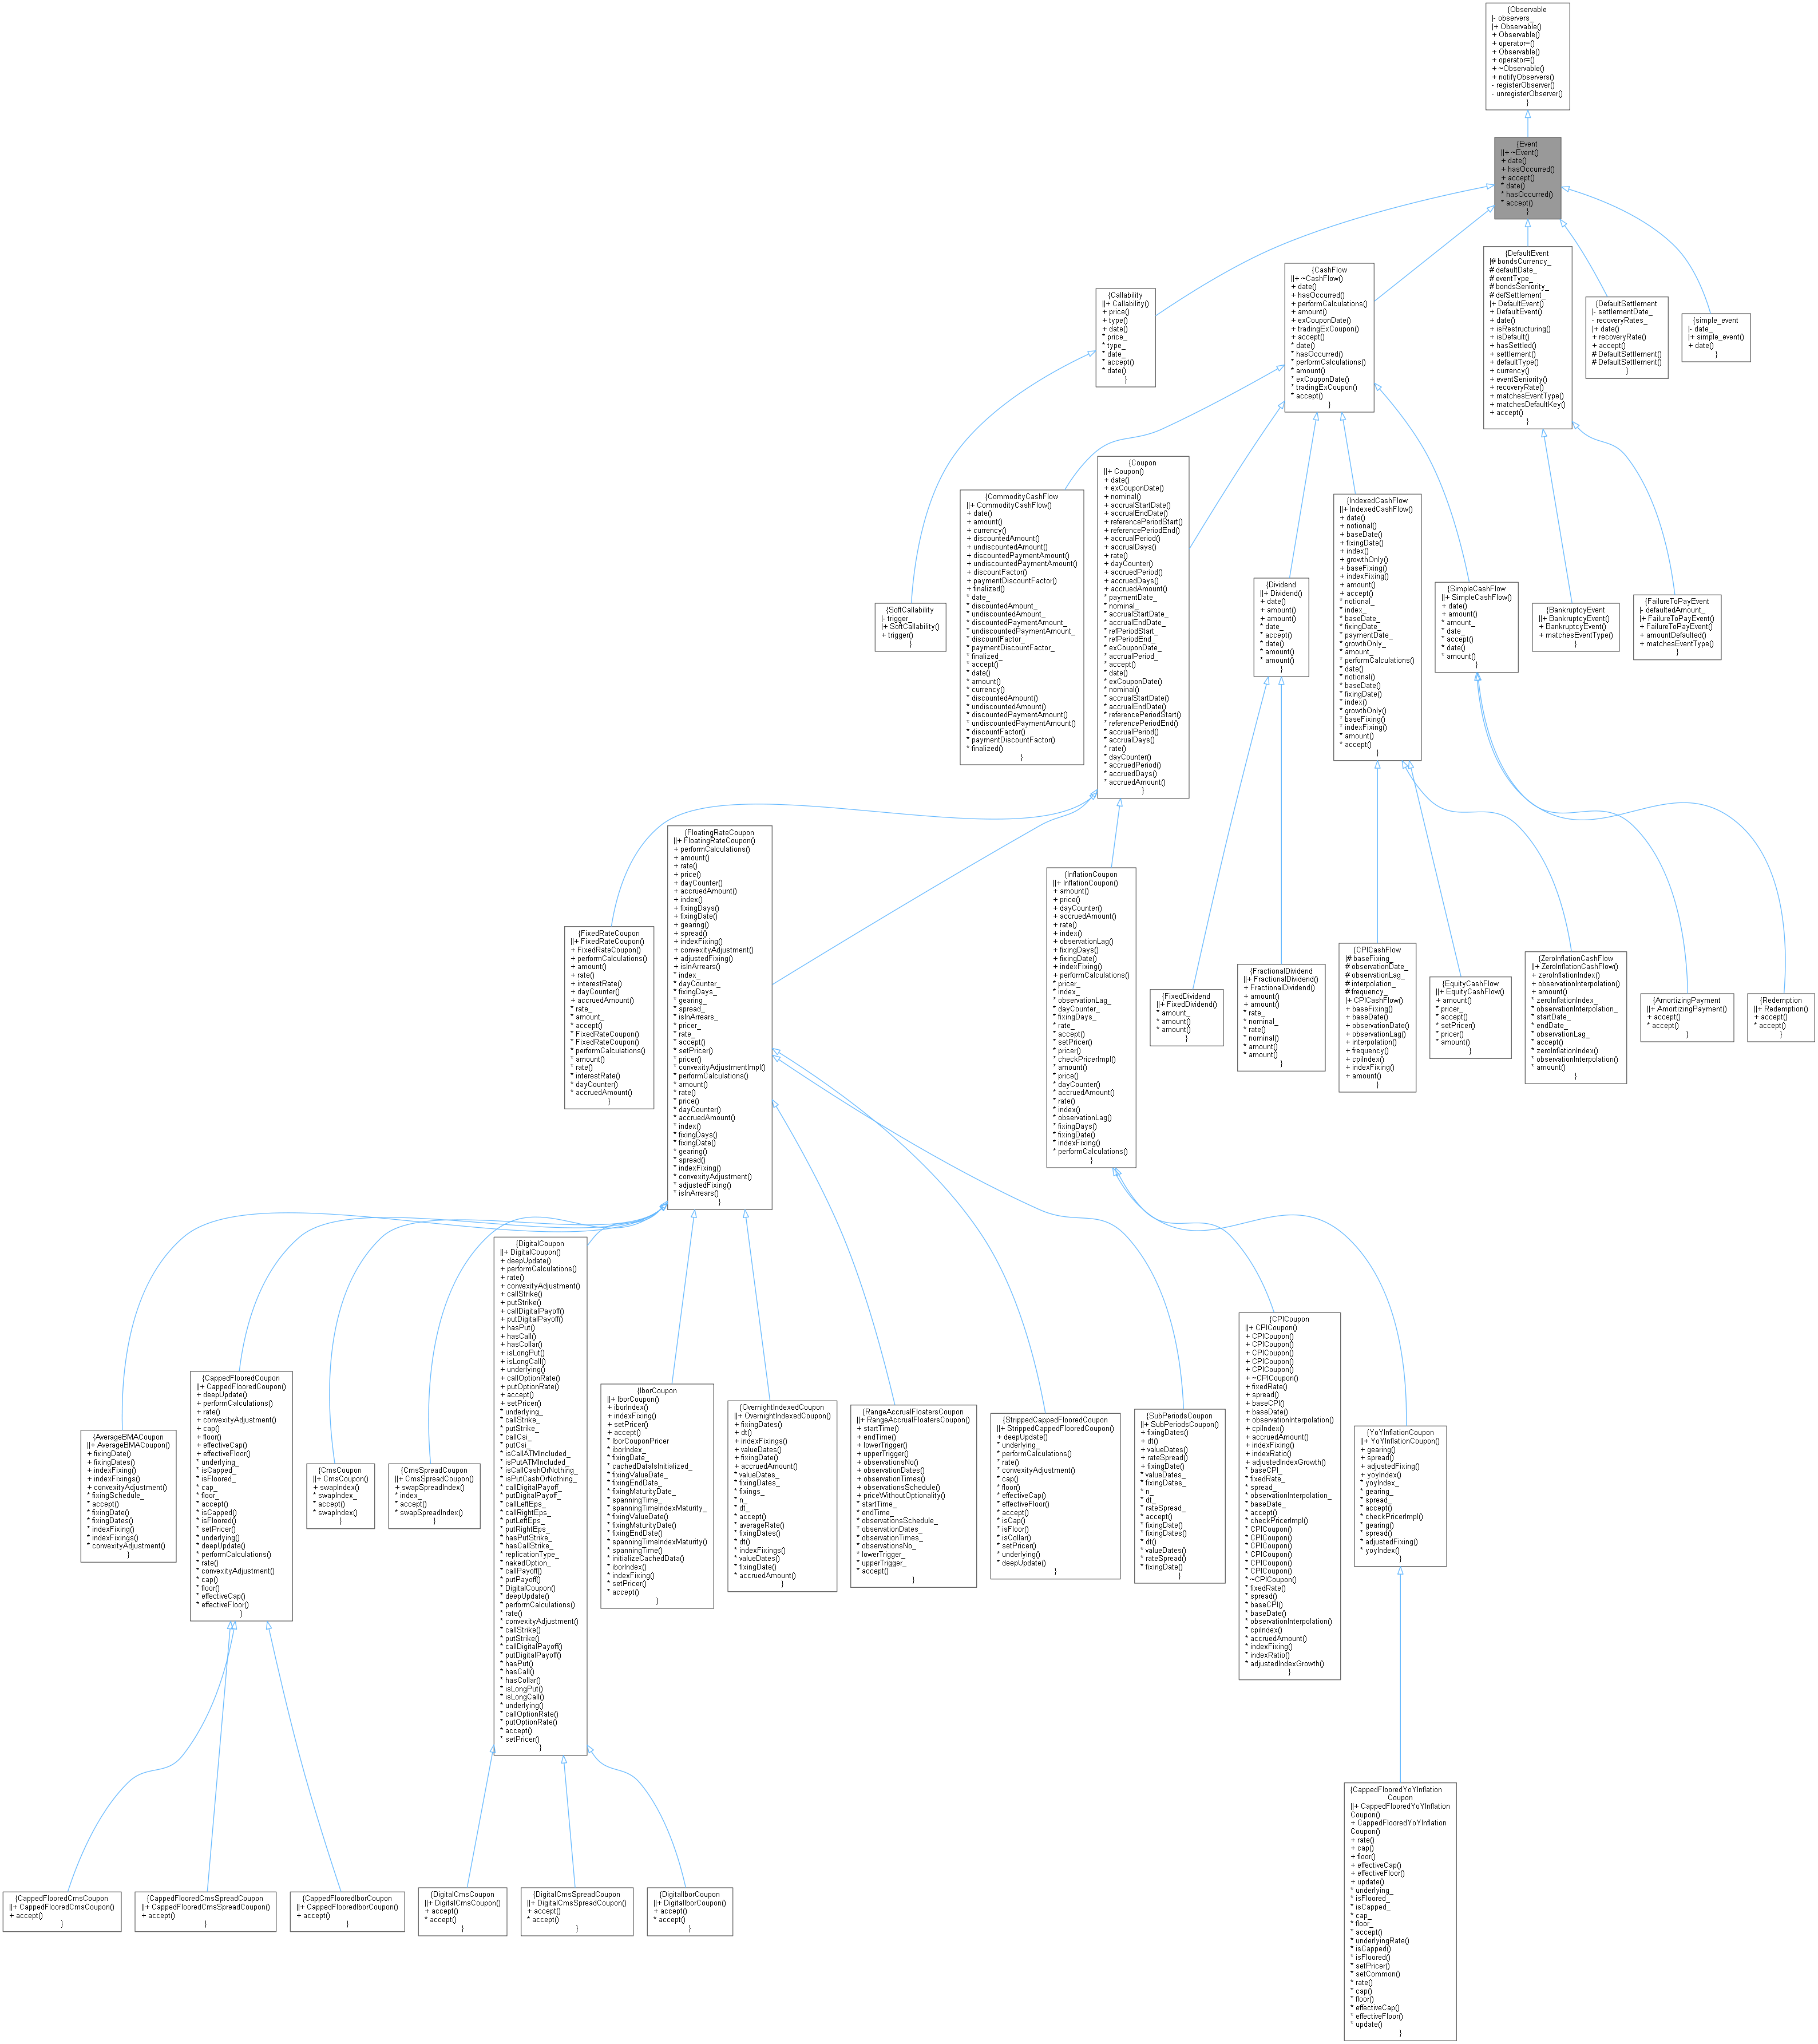 {Observable
|- observers_
|+ Observable()
+ Observable()
+ operator=()
+ Observable()
+ operator=()
+ ~Observable()
+ notifyObservers()
- registerObserver()
- unregisterObserver()
}
{Event
||+ ~Event()
+ date()
+ hasOccurred()
+ accept()
* date()
* hasOccurred()
* accept()
}
{Callability
||+ Callability()
+ price()
+ type()
+ date()
* price_
* type_
* date_
* accept()
* date()
}
{CashFlow
||+ ~CashFlow()
+ date()
+ hasOccurred()
+ performCalculations()
+ amount()
+ exCouponDate()
+ tradingExCoupon()
+ accept()
* date()
* hasOccurred()
* performCalculations()
* amount()
* exCouponDate()
* tradingExCoupon()
* accept()
}
{DefaultEvent
|# bondsCurrency_
# defaultDate_
# eventType_
# bondsSeniority_
# defSettlement_
|+ DefaultEvent()
+ DefaultEvent()
+ date()
+ isRestructuring()
+ isDefault()
+ hasSettled()
+ settlement()
+ defaultType()
+ currency()
+ eventSeniority()
+ recoveryRate()
+ matchesEventType()
+ matchesDefaultKey()
+ accept()
}
{DefaultSettlement
|- settlementDate_
- recoveryRates_
|+ date()
+ recoveryRate()
+ accept()
# DefaultSettlement()
# DefaultSettlement()
}
{simple_event
|- date_
|+ simple_event()
+ date()
}
{SoftCallability
|- trigger_
|+ SoftCallability()
+ trigger()
}
{CommodityCashFlow
||+ CommodityCashFlow()
+ date()
+ amount()
+ currency()
+ discountedAmount()
+ undiscountedAmount()
+ discountedPaymentAmount()
+ undiscountedPaymentAmount()
+ discountFactor()
+ paymentDiscountFactor()
+ finalized()
* date_
* discountedAmount_
* undiscountedAmount_
* discountedPaymentAmount_
* undiscountedPaymentAmount_
* discountFactor_
* paymentDiscountFactor_
* finalized_
* accept()
* date()
* amount()
* currency()
* discountedAmount()
* undiscountedAmount()
* discountedPaymentAmount()
* undiscountedPaymentAmount()
* discountFactor()
* paymentDiscountFactor()
* finalized()
}
{Coupon
||+ Coupon()
+ date()
+ exCouponDate()
+ nominal()
+ accrualStartDate()
+ accrualEndDate()
+ referencePeriodStart()
+ referencePeriodEnd()
+ accrualPeriod()
+ accrualDays()
+ rate()
+ dayCounter()
+ accruedPeriod()
+ accruedDays()
+ accruedAmount()
* paymentDate_
* nominal_
* accrualStartDate_
* accrualEndDate_
* refPeriodStart_
* refPeriodEnd_
* exCouponDate_
* accrualPeriod_
* accept()
* date()
* exCouponDate()
* nominal()
* accrualStartDate()
* accrualEndDate()
* referencePeriodStart()
* referencePeriodEnd()
* accrualPeriod()
* accrualDays()
* rate()
* dayCounter()
* accruedPeriod()
* accruedDays()
* accruedAmount()
}
{Dividend
||+ Dividend()
+ date()
+ amount()
+ amount()
* date_
* accept()
* date()
* amount()
* amount()
}
{IndexedCashFlow
||+ IndexedCashFlow()
+ date()
+ notional()
+ baseDate()
+ fixingDate()
+ index()
+ growthOnly()
+ baseFixing()
+ indexFixing()
+ amount()
+ accept()
* notional_
* index_
* baseDate_
* fixingDate_
* paymentDate_
* growthOnly_
* amount_
* performCalculations()
* date()
* notional()
* baseDate()
* fixingDate()
* index()
* growthOnly()
* baseFixing()
* indexFixing()
* amount()
* accept()
}
{SimpleCashFlow
||+ SimpleCashFlow()
+ date()
+ amount()
* amount_
* date_
* accept()
* date()
* amount()
}
{BankruptcyEvent
||+ BankruptcyEvent()
+ BankruptcyEvent()
+ matchesEventType()
}
{FailureToPayEvent
|- defaultedAmount_
|+ FailureToPayEvent()
+ FailureToPayEvent()
+ amountDefaulted()
+ matchesEventType()
}
{FixedRateCoupon
||+ FixedRateCoupon()
+ FixedRateCoupon()
+ performCalculations()
+ amount()
+ rate()
+ interestRate()
+ dayCounter()
+ accruedAmount()
* rate_
* amount_
* accept()
* FixedRateCoupon()
* FixedRateCoupon()
* performCalculations()
* amount()
* rate()
* interestRate()
* dayCounter()
* accruedAmount()
}
{FloatingRateCoupon
||+ FloatingRateCoupon()
+ performCalculations()
+ amount()
+ rate()
+ price()
+ dayCounter()
+ accruedAmount()
+ index()
+ fixingDays()
+ fixingDate()
+ gearing()
+ spread()
+ indexFixing()
+ convexityAdjustment()
+ adjustedFixing()
+ isInArrears()
* index_
* dayCounter_
* fixingDays_
* gearing_
* spread_
* isInArrears_
* pricer_
* rate_
* accept()
* setPricer()
* pricer()
* convexityAdjustmentImpl()
* performCalculations()
* amount()
* rate()
* price()
* dayCounter()
* accruedAmount()
* index()
* fixingDays()
* fixingDate()
* gearing()
* spread()
* indexFixing()
* convexityAdjustment()
* adjustedFixing()
* isInArrears()
}
{InflationCoupon
||+ InflationCoupon()
+ amount()
+ price()
+ dayCounter()
+ accruedAmount()
+ rate()
+ index()
+ observationLag()
+ fixingDays()
+ fixingDate()
+ indexFixing()
+ performCalculations()
* pricer_
* index_
* observationLag_
* dayCounter_
* fixingDays_
* rate_
* accept()
* setPricer()
* pricer()
* checkPricerImpl()
* amount()
* price()
* dayCounter()
* accruedAmount()
* rate()
* index()
* observationLag()
* fixingDays()
* fixingDate()
* indexFixing()
* performCalculations()
}
{FixedDividend
||+ FixedDividend()
* amount_
* amount()
* amount()
}
{FractionalDividend
||+ FractionalDividend()
+ FractionalDividend()
+ amount()
+ amount()
* rate_
* nominal_
* rate()
* nominal()
* amount()
* amount()
}
{CPICashFlow
|# baseFixing_
# observationDate_
# observationLag_
# interpolation_
# frequency_
|+ CPICashFlow()
+ baseFixing()
+ baseDate()
+ observationDate()
+ observationLag()
+ interpolation()
+ frequency()
+ cpiIndex()
+ indexFixing()
+ amount()
}
{EquityCashFlow
||+ EquityCashFlow()
+ amount()
* pricer_
* accept()
* setPricer()
* pricer()
* amount()
}
{ZeroInflationCashFlow
||+ ZeroInflationCashFlow()
+ zeroInflationIndex()
+ observationInterpolation()
+ amount()
* zeroInflationIndex_
* observationInterpolation_
* startDate_
* endDate_
* observationLag_
* accept()
* zeroInflationIndex()
* observationInterpolation()
* amount()
}
{AmortizingPayment
||+ AmortizingPayment()
+ accept()
* accept()
}
{Redemption
||+ Redemption()
+ accept()
* accept()
}
{AverageBMACoupon
||+ AverageBMACoupon()
+ fixingDate()
+ fixingDates()
+ indexFixing()
+ indexFixings()
+ convexityAdjustment()
* fixingSchedule_
* accept()
* fixingDate()
* fixingDates()
* indexFixing()
* indexFixings()
* convexityAdjustment()
}
{CappedFlooredCoupon
||+ CappedFlooredCoupon()
+ deepUpdate()
+ performCalculations()
+ rate()
+ convexityAdjustment()
+ cap()
+ floor()
+ effectiveCap()
+ effectiveFloor()
* underlying_
* isCapped_
* isFloored_
* cap_
* floor_
* accept()
* isCapped()
* isFloored()
* setPricer()
* underlying()
* deepUpdate()
* performCalculations()
* rate()
* convexityAdjustment()
* cap()
* floor()
* effectiveCap()
* effectiveFloor()
}
{CmsCoupon
||+ CmsCoupon()
+ swapIndex()
* swapIndex_
* accept()
* swapIndex()
}
{CmsSpreadCoupon
||+ CmsSpreadCoupon()
+ swapSpreadIndex()
* index_
* accept()
* swapSpreadIndex()
}
{DigitalCoupon
||+ DigitalCoupon()
+ deepUpdate()
+ performCalculations()
+ rate()
+ convexityAdjustment()
+ callStrike()
+ putStrike()
+ callDigitalPayoff()
+ putDigitalPayoff()
+ hasPut()
+ hasCall()
+ hasCollar()
+ isLongPut()
+ isLongCall()
+ underlying()
+ callOptionRate()
+ putOptionRate()
+ accept()
+ setPricer()
* underlying_
* callStrike_
* putStrike_
* callCsi_
* putCsi_
* isCallATMIncluded_
* isPutATMIncluded_
* isCallCashOrNothing_
* isPutCashOrNothing_
* callDigitalPayoff_
* putDigitalPayoff_
* callLeftEps_
* callRightEps_
* putLeftEps_
* putRightEps_
* hasPutStrike_
* hasCallStrike_
* replicationType_
* nakedOption_
* callPayoff()
* putPayoff()
* DigitalCoupon()
* deepUpdate()
* performCalculations()
* rate()
* convexityAdjustment()
* callStrike()
* putStrike()
* callDigitalPayoff()
* putDigitalPayoff()
* hasPut()
* hasCall()
* hasCollar()
* isLongPut()
* isLongCall()
* underlying()
* callOptionRate()
* putOptionRate()
* accept()
* setPricer()
}
{IborCoupon
||+ IborCoupon()
+ iborIndex()
+ indexFixing()
+ setPricer()
+ accept()
* IborCouponPricer
* iborIndex_
* fixingDate_
* cachedDataIsInitialized_
* fixingValueDate_
* fixingEndDate_
* fixingMaturityDate_
* spanningTime_
* spanningTimeIndexMaturity_
* fixingValueDate()
* fixingMaturityDate()
* fixingEndDate()
* spanningTimeIndexMaturity()
* spanningTime()
* initializeCachedData()
* iborIndex()
* indexFixing()
* setPricer()
* accept()
}
{OvernightIndexedCoupon
||+ OvernightIndexedCoupon()
+ fixingDates()
+ dt()
+ indexFixings()
+ valueDates()
+ fixingDate()
+ accruedAmount()
* valueDates_
* fixingDates_
* fixings_
* n_
* dt_
* accept()
* averageRate()
* fixingDates()
* dt()
* indexFixings()
* valueDates()
* fixingDate()
* accruedAmount()
}
{RangeAccrualFloatersCoupon
||+ RangeAccrualFloatersCoupon()
+ startTime()
+ endTime()
+ lowerTrigger()
+ upperTrigger()
+ observationsNo()
+ observationDates()
+ observationTimes()
+ observationsSchedule()
+ priceWithoutOptionality()
* startTime_
* endTime_
* observationsSchedule_
* observationDates_
* observationTimes_
* observationsNo_
* lowerTrigger_
* upperTrigger_
* accept()
}
{StrippedCappedFlooredCoupon
||+ StrippedCappedFlooredCoupon()
+ deepUpdate()
* underlying_
* performCalculations()
* rate()
* convexityAdjustment()
* cap()
* floor()
* effectiveCap()
* effectiveFloor()
* accept()
* isCap()
* isFloor()
* isCollar()
* setPricer()
* underlying()
* deepUpdate()
}
{SubPeriodsCoupon
||+ SubPeriodsCoupon()
+ fixingDates()
+ dt()
+ valueDates()
+ rateSpread()
+ fixingDate()
* valueDates_
* fixingDates_
* n_
* dt_
* rateSpread_
* accept()
* fixingDate()
* fixingDates()
* dt()
* valueDates()
* rateSpread()
* fixingDate()
}
{CPICoupon
||+ CPICoupon()
+ CPICoupon()
+ CPICoupon()
+ CPICoupon()
+ CPICoupon()
+ CPICoupon()
+ ~CPICoupon()
+ fixedRate()
+ spread()
+ baseCPI()
+ baseDate()
+ observationInterpolation()
+ cpiIndex()
+ accruedAmount()
+ indexFixing()
+ indexRatio()
+ adjustedIndexGrowth()
* baseCPI_
* fixedRate_
* spread_
* observationInterpolation_
* baseDate_
* accept()
* checkPricerImpl()
* CPICoupon()
* CPICoupon()
* CPICoupon()
* CPICoupon()
* CPICoupon()
* CPICoupon()
* ~CPICoupon()
* fixedRate()
* spread()
* baseCPI()
* baseDate()
* observationInterpolation()
* cpiIndex()
* accruedAmount()
* indexFixing()
* indexRatio()
* adjustedIndexGrowth()
}
{YoYInflationCoupon
||+ YoYInflationCoupon()
+ gearing()
+ spread()
+ adjustedFixing()
+ yoyIndex()
* yoyIndex_
* gearing_
* spread_
* accept()
* checkPricerImpl()
* gearing()
* spread()
* adjustedFixing()
* yoyIndex()
}
{CappedFlooredCmsCoupon
||+ CappedFlooredCmsCoupon()
+ accept()
}
{CappedFlooredCmsSpreadCoupon
||+ CappedFlooredCmsSpreadCoupon()
+ accept()
}
{CappedFlooredIborCoupon
||+ CappedFlooredIborCoupon()
+ accept()
}
{DigitalCmsCoupon
||+ DigitalCmsCoupon()
+ accept()
* accept()
}
{DigitalCmsSpreadCoupon
||+ DigitalCmsSpreadCoupon()
+ accept()
* accept()
}
{DigitalIborCoupon
||+ DigitalIborCoupon()
+ accept()
* accept()
}
{CappedFlooredYoYInflation
Coupon
||+ CappedFlooredYoYInflation
Coupon()
+ CappedFlooredYoYInflation
Coupon()
+ rate()
+ cap()
+ floor()
+ effectiveCap()
+ effectiveFloor()
+ update()
* underlying_
* isFloored_
* isCapped_
* cap_
* floor_
* accept()
* underlyingRate()
* isCapped()
* isFloored()
* setPricer()
* setCommon()
* rate()
* cap()
* floor()
* effectiveCap()
* effectiveFloor()
* update()
}